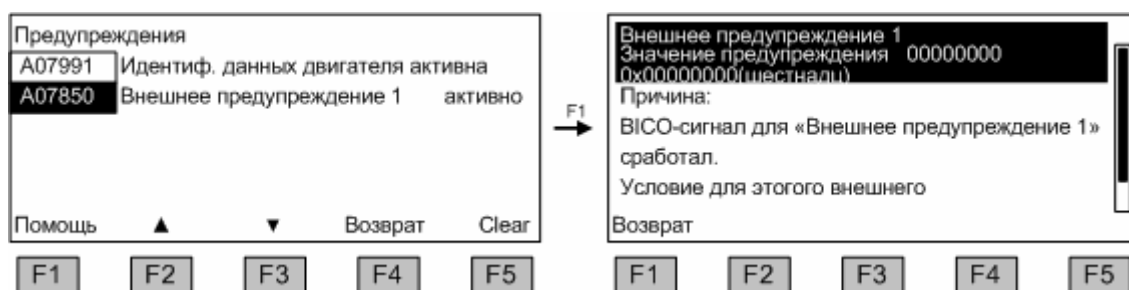 Предупреждения
A07991 Идентиф. данных двигателя активна
A07850 Внешнее предупреждение 1 активно
Помощь ▲ ▼ Возврат Clear
F1 F2 F3 F4 F5
F1
Внешнее предупреждение 1
Значение предупреждения 00000000
0x00000000(шестнадц)
Причина:
BICO-сигнал для «Внешнее предупреждение 1»
сработал.
Условие для этогого внешнего
Возврат
F1 F2 F3 F4 F5